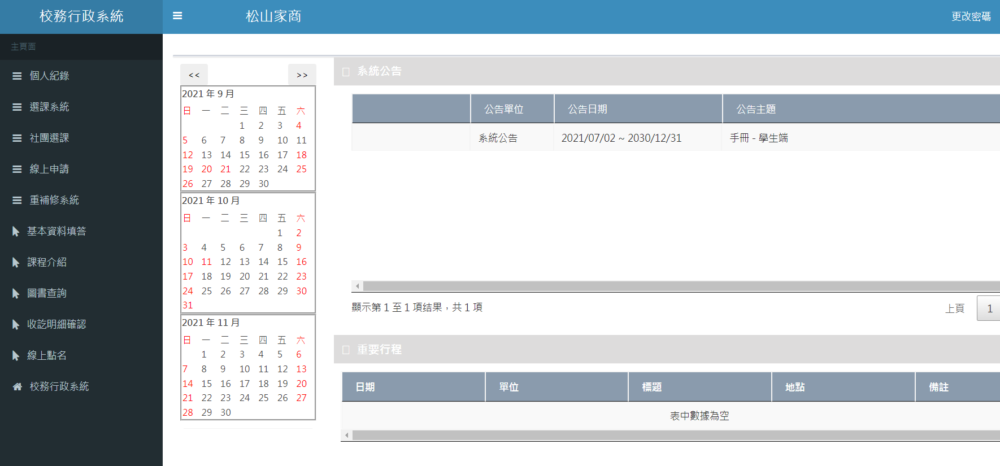 校務行政系統
松山家商
更改密碼
主頁面
個人紀錄
選課系統
社團選課
線上申請
重補修系統
基本資料填答
課程介紹
圖書查詢
收訖明細確認
線上點名
校務行政系統
<< >>
2021 年 9 月
日 一 二 三 四 五 六
1 2 3 4
5 6 7 8 9 10 11
12 13 14 15 16 17 18
19 20 21 22 23 24 25
26 27 28 29 30
2021 年 10 月
日 一 二 三 四 五 六
1 2
3 4 5 6 7 8 9
10 11 12 13 14 15 16
17 18 19 20 21 22 23
24 25 26 27 28 29 30
31
2021 年 11 月
日 一 二 三 四 五 六
1 2 3 4 5 6
7 8 9 10 11 12 13
14 15 16 17 18 19 20
21 22 23 24 25 26 27
28 29 30
系統公告
公告單位 公告日期 公告主題
系統公告 2021/07/02 ~ 2030/12/31 手冊 - 學生端
顯示第 1 至 1 項结果，共 1 項
上頁 1
重要行程
日期 單位 標題 地點 備註
表中數據為空